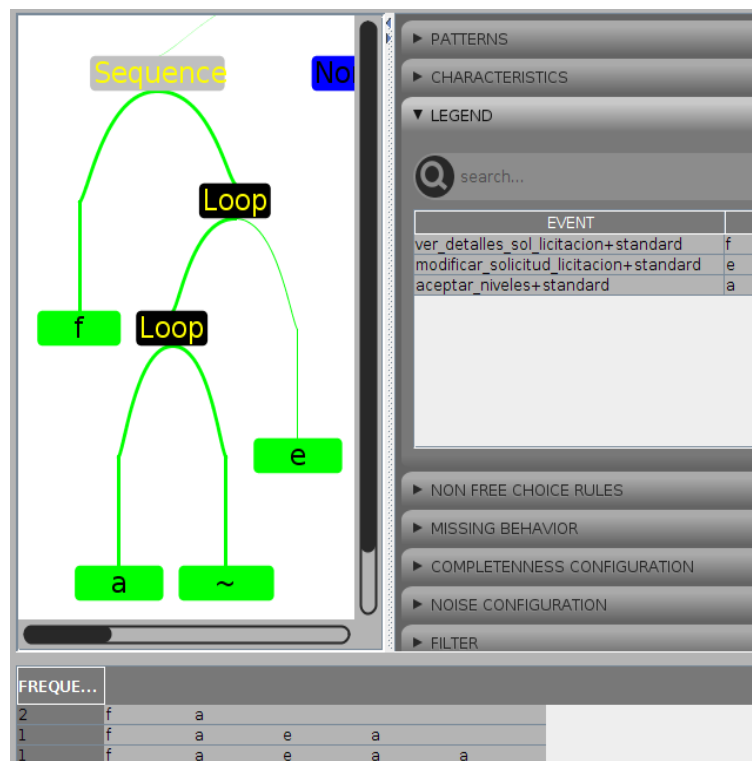 Sequence
No
Loop
f
Loop
e
a
~
PATTERNS
CHARACTERISTICS
LEGEND
search...
EVENT
ver_detalles_sol_licitacion+standard f
modificar_solicitud_licitacion+standard e
aceptar_niveles+standard a
NON FREE CHOICE RULES
MISSING BEHAVIOR
COMPLETENNESS CONFIGURATION
NOISE CONFIGURATION
FILTER
FREQUE...
2 f a
1 f a e a
1 f a e a a